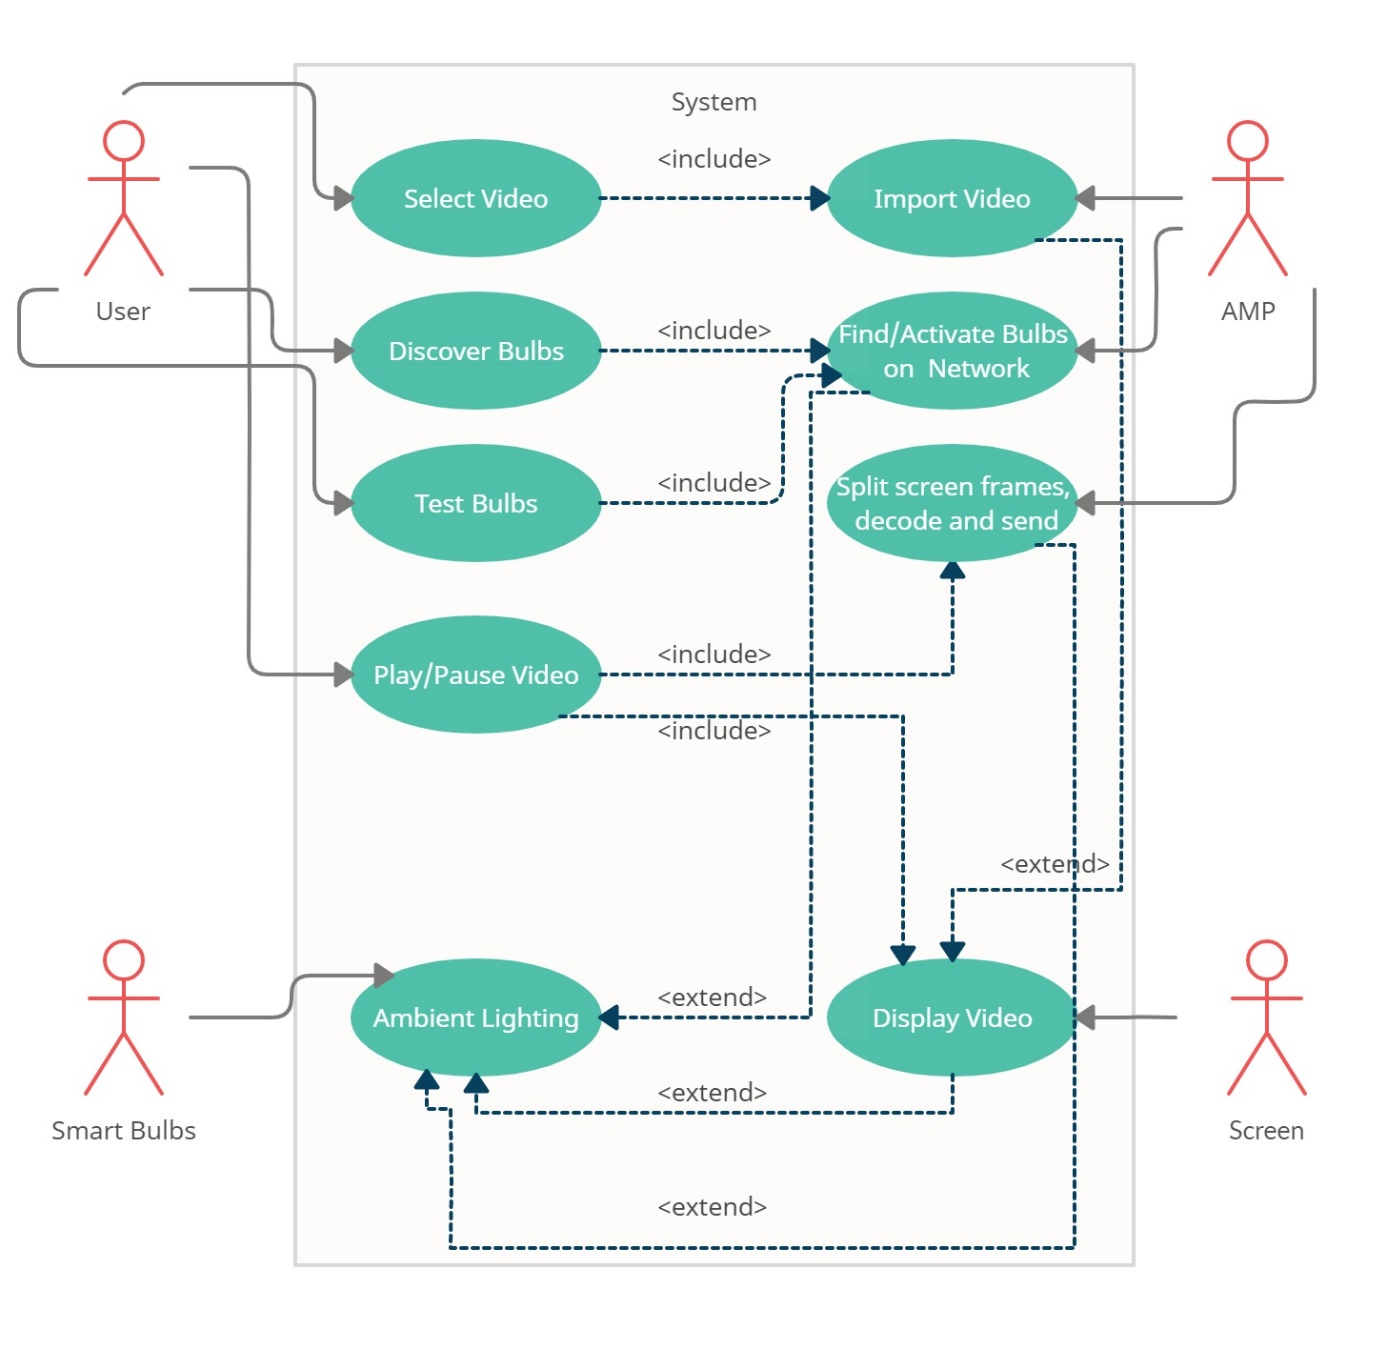 System
<include>
Select Video
Import Video
User
AMP
<include>
Discover Bulbs
Find/Activate Bulbs
on  Network
<include>
Test Bulbs
Split screen frames,
decode and send
<include>
Play/Pause Video
<include>
<extend>
<extend>
Ambient Lighting
Display Video
<extend>
Smart Bulbs
Screen
<extend>